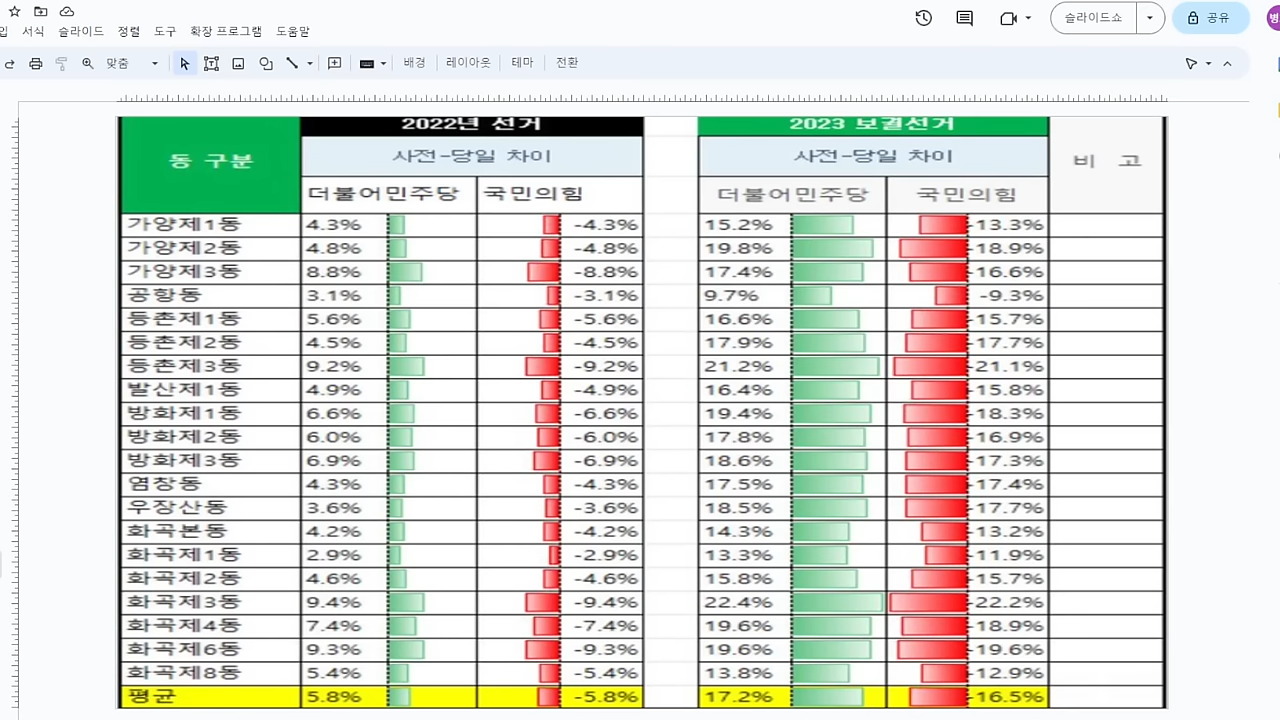 입 서식 슬라이드 정렬 도구 확장 프로그램 도움말
슬라이드쇼 공유
맞춤 배경 레이아웃 테마 전환
2022년 선거 2023 보궐선거
동 구분 사전-당일 차이 사전-당일 차이 비 고
더불어민주당 국민의힘 더불어민주당 국민의힘
가양제1동 4.3% -4.3% 15.2% -13.3%
가양제2동 4.8% -4.8% 19.8% -18.9%
가양제3동 8.8% -8.8% 17.4% -16.6%
공항동 3.1% -3.1% 9.7% -9.3%
등촌제1동 5.6% -5.6% 16.6% -15.7%
등촌제2동 4.5% -4.5% 17.9% -17.7%
등촌제3동 9.2% -9.2% 21.2% -21.1%
발산제1동 4.9% -4.9% 16.4% -15.8%
방화제1동 6.6% -6.6% 19.4% -18.3%
방화제2동 6.0% -6.0% 17.8% -16.9%
방화제3동 6.9% -6.9% 18.6% -17.3%
염창동 4.3% -4.3% 17.5% -17.4%
우장산동 3.6% -3.6% 18.5% -17.7%
화곡본동 4.2% -4.2% 14.3% -13.2%
화곡제1동 2.9% -2.9% 13.3% -11.9%
화곡제2동 4.6% -4.6% 15.8% -15.7%
화곡제3동 9.4% -9.4% 22.4% -22.2%
화곡제4동 7.4% -7.4% 19.6% -18.9%
화곡제6동 9.3% -9.3% 19.6% -19.6%
화곡제8동 5.4% -5.4% 13.8% -12.9%
평균 5.8% -5.8% 17.2% -16.5%